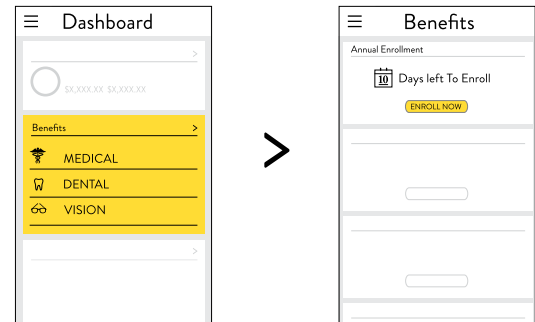 Dashboard
>
$X,XXX.XX $X,XXX.XX
Benefits >
MEDICAL
DENTAL
VISION
>
>
Benefits
Annual Enrollment
10 Days left To Enroll
ENROLL NOW